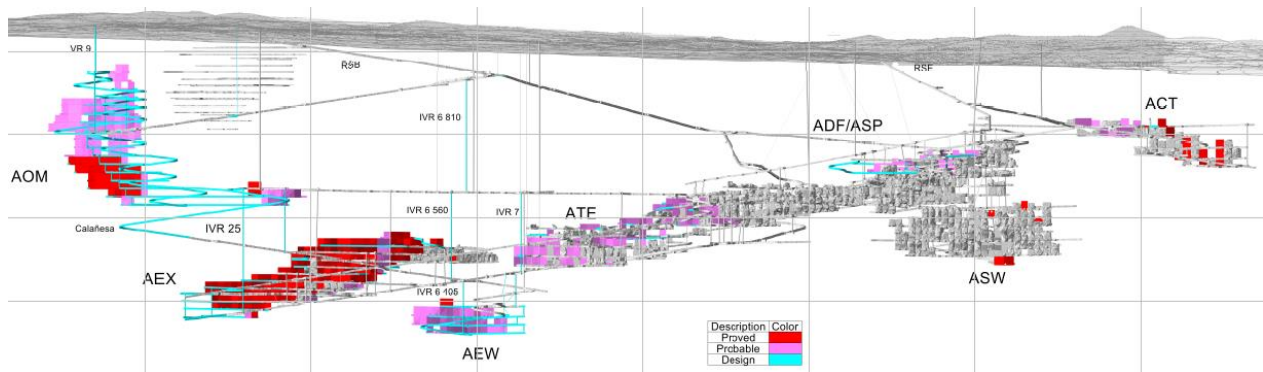 VR 9
RSB
RSF
ACT
IVR 6 810
ADF/ASP
AOM
IVR 6 560
IVR 7
ATE
Calañesa
IVR 25
AEX
ASW
IVR 6 405
AEW
Description Color
Proved
Probable
Design